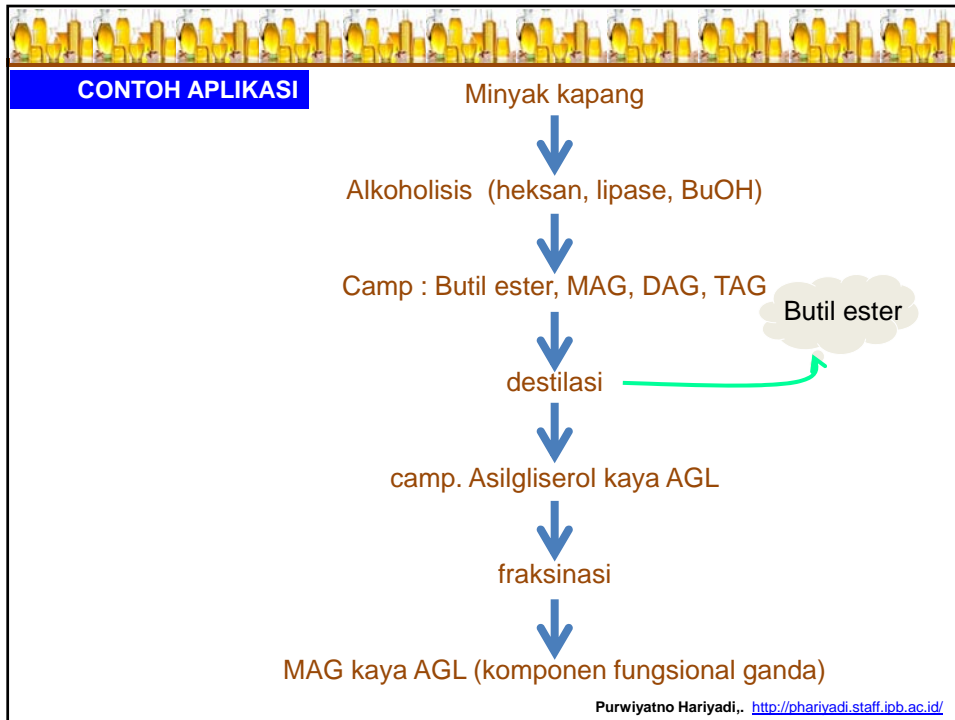 CONTOH APLIKASI
Minyak kapang
Alkoholisis (heksan, lipase, BuOH)
Camp : Butil ester, MAG, DAG, TAG
Butil ester
destilasi
camp. Asilgliserol kaya AGL
fraksinasi
MAG kaya AGL (komponen fungsional ganda)
Purwiyatno Hariyadi,. http://phariyadi.staff.ipb.ac.id/